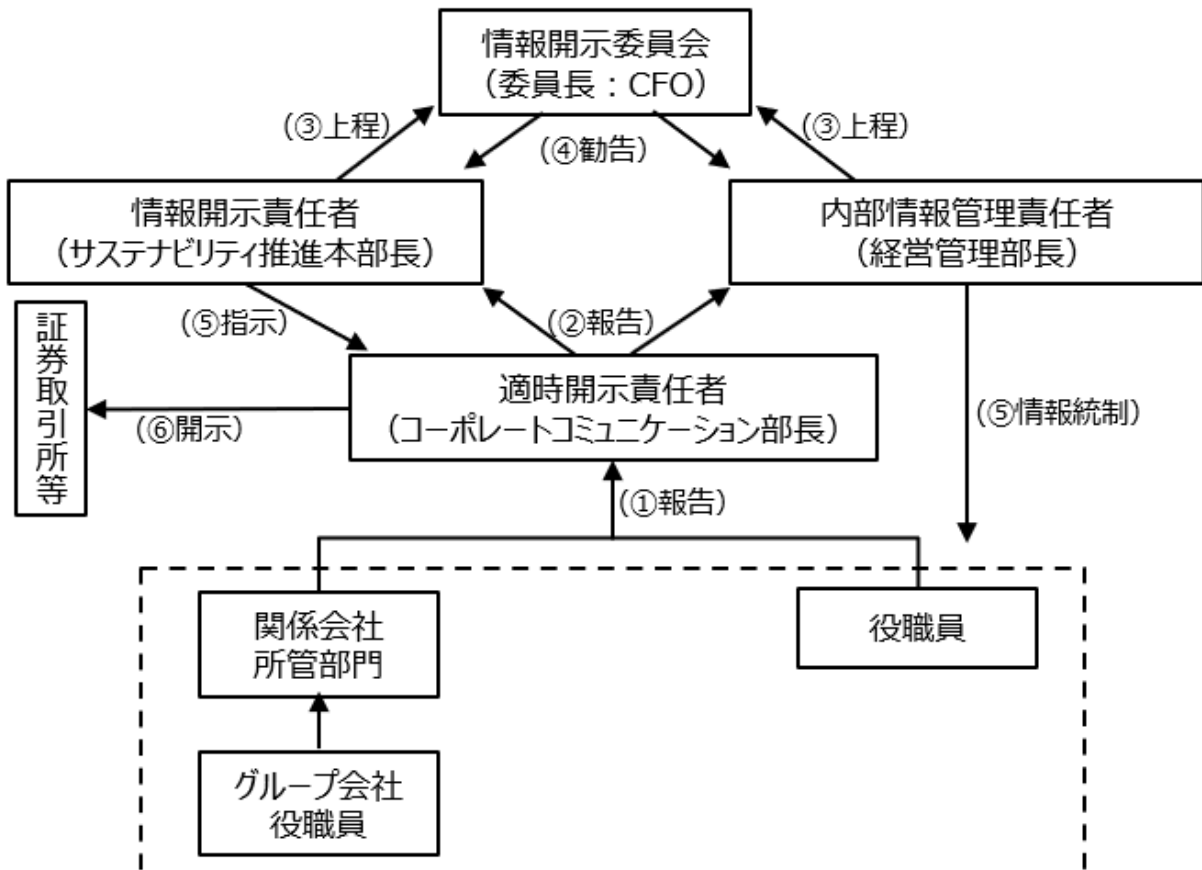 情報開示委員会
（委員長：CFO）
（③上程）
（③上程）
（④勧告）
情報開示責任者
（サステナビリティ推進本部長）
内部情報管理責任者
（経営管理部長）
（⑤指示）
（②報告）
証券取引所等
適時開示責任者
（コーポレートコミュニケーション部長）
（⑥開示）
（⑤情報統制）
（①報告）
関係会社
所管部門
役職員
グループ会社
役職員